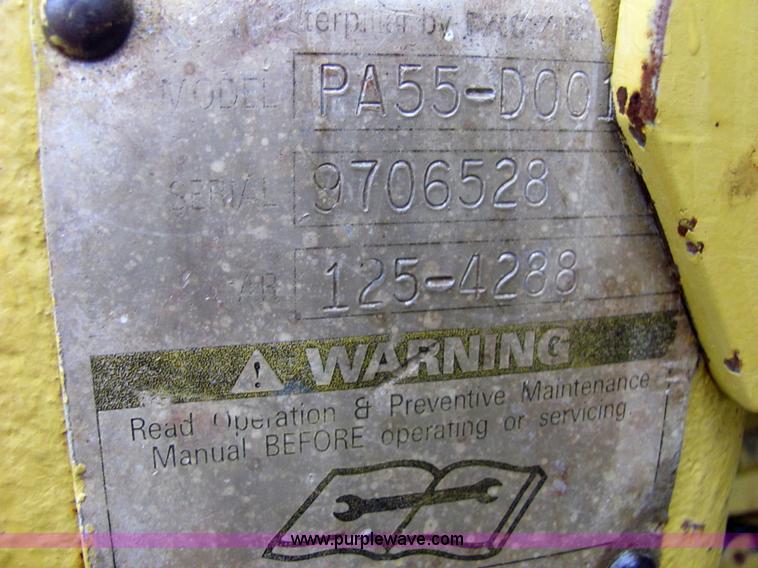 by
MODEL PA55-D001
SERIAL 9706528
125-4288
WARNING
Read Operation & Preventive Maintenance
Manual BEFORE operating or servicing.
www.purplewave.com